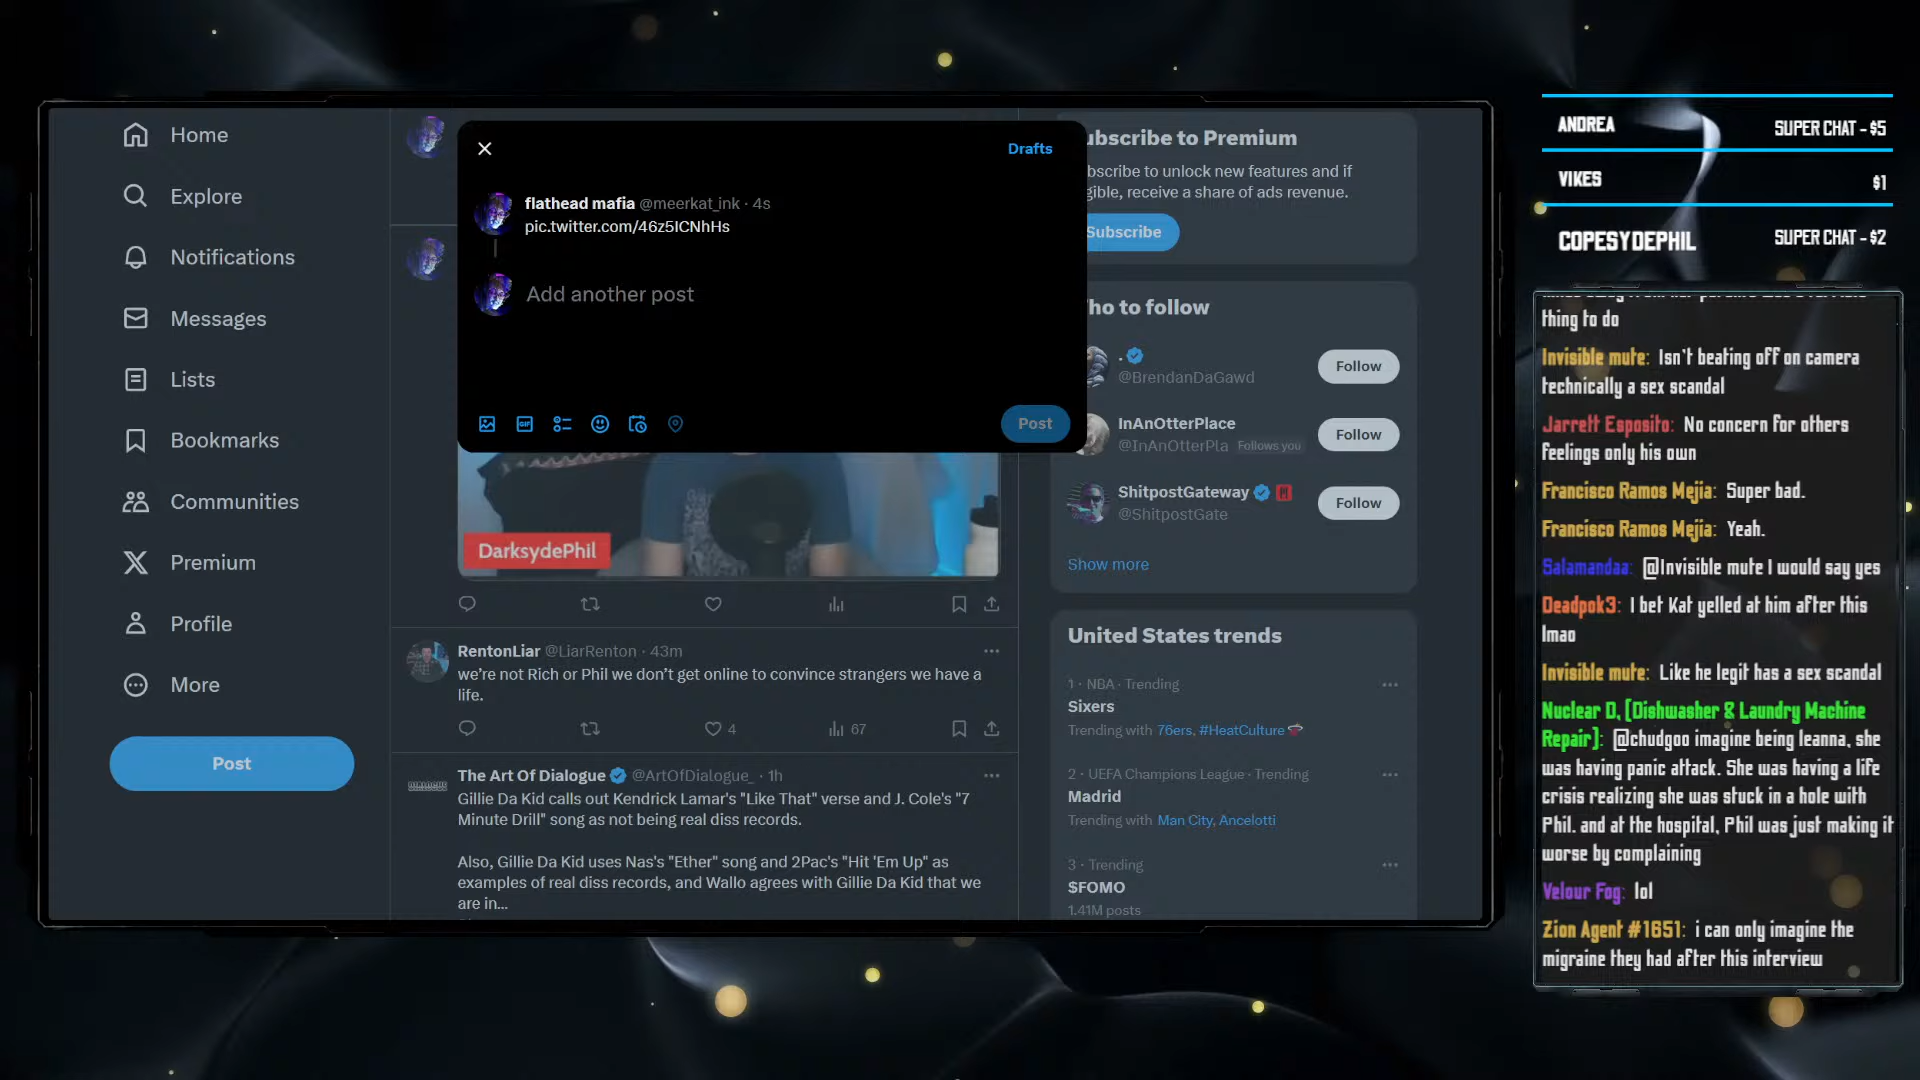 Home
Explore
Notifications
Messages
Lists
Bookmarks
Communities
Premium
Profile
More
Post
Drafts
flathead mafia @meerkat_ink · 4s
pic.twitter.com/46z5ICNhHs
Add another post
GIF
Post
DarksydePhil
RentonLiar @LiarRenton · 43m
we're not Rich or Phil we don't get online to convince strangers we have a
life.
4
67
The Art Of Dialogue @ArtOfDialogue_ · 1h
Gillie Da Kid calls out Kendrick Lamar's "Like That" verse and J. Cole's "7
Minute Drill" song as not being real diss records.
Also, Gillie Da Kid uses Nas's "Ether" song and 2Pac's "Hit 'Em Up" as
examples of real diss records, and Wallo agrees with Gillie Da Kid that we
are in...
ubscribe to Premium
bscribe to unlock new features and if
gible, receive a share of ads revenue.
Subscribe
ho to follow
.
@BrendanDaGawd
Follow
InAnOtterPlace
@InAnOtterPla Follows you
Follow
ShitpostGateway
@ShitpostGate
Follow
Show more
United States trends
1 · NBA · Trending
Sixers
Trending with 76ers, #HeatCulture
2 · UEFA Champions League · Trending
Madrid
Trending with Man City, Ancelotti
3 · Trending
$FOMO
1.41M posts
ANDREA SUPER CHAT - $5
VIKES $1
COPESYDEPHIL SUPER CHAT - $2
thing to do
Invisible mute: Isn't beating off on camera
technically a sex scandal
Jarrett Esposito: No concern for others
feelings only his own
Francisco Ramos Mejia: Super bad.
Francisco Ramos Mejia: Yeah.
Salamandaa: @Invisible mute I would say yes
Deadpok3: I bet Kat yelled at him after this
lmao
Invisible mute: Like he legit has a sex scandal
Nuclear D, [Dishwasher & Laundry Machine
Repair]: @chudgoo imagine being leanna, she
was having panic attack. She was having a life
crisis realizing she was stuck in a hole with
Phil. and at the hospital, Phil was just making it
worse by complaining
Velour Fog: lol
Zion Agent #1651: i can only imagine the
migraine they had after this interview